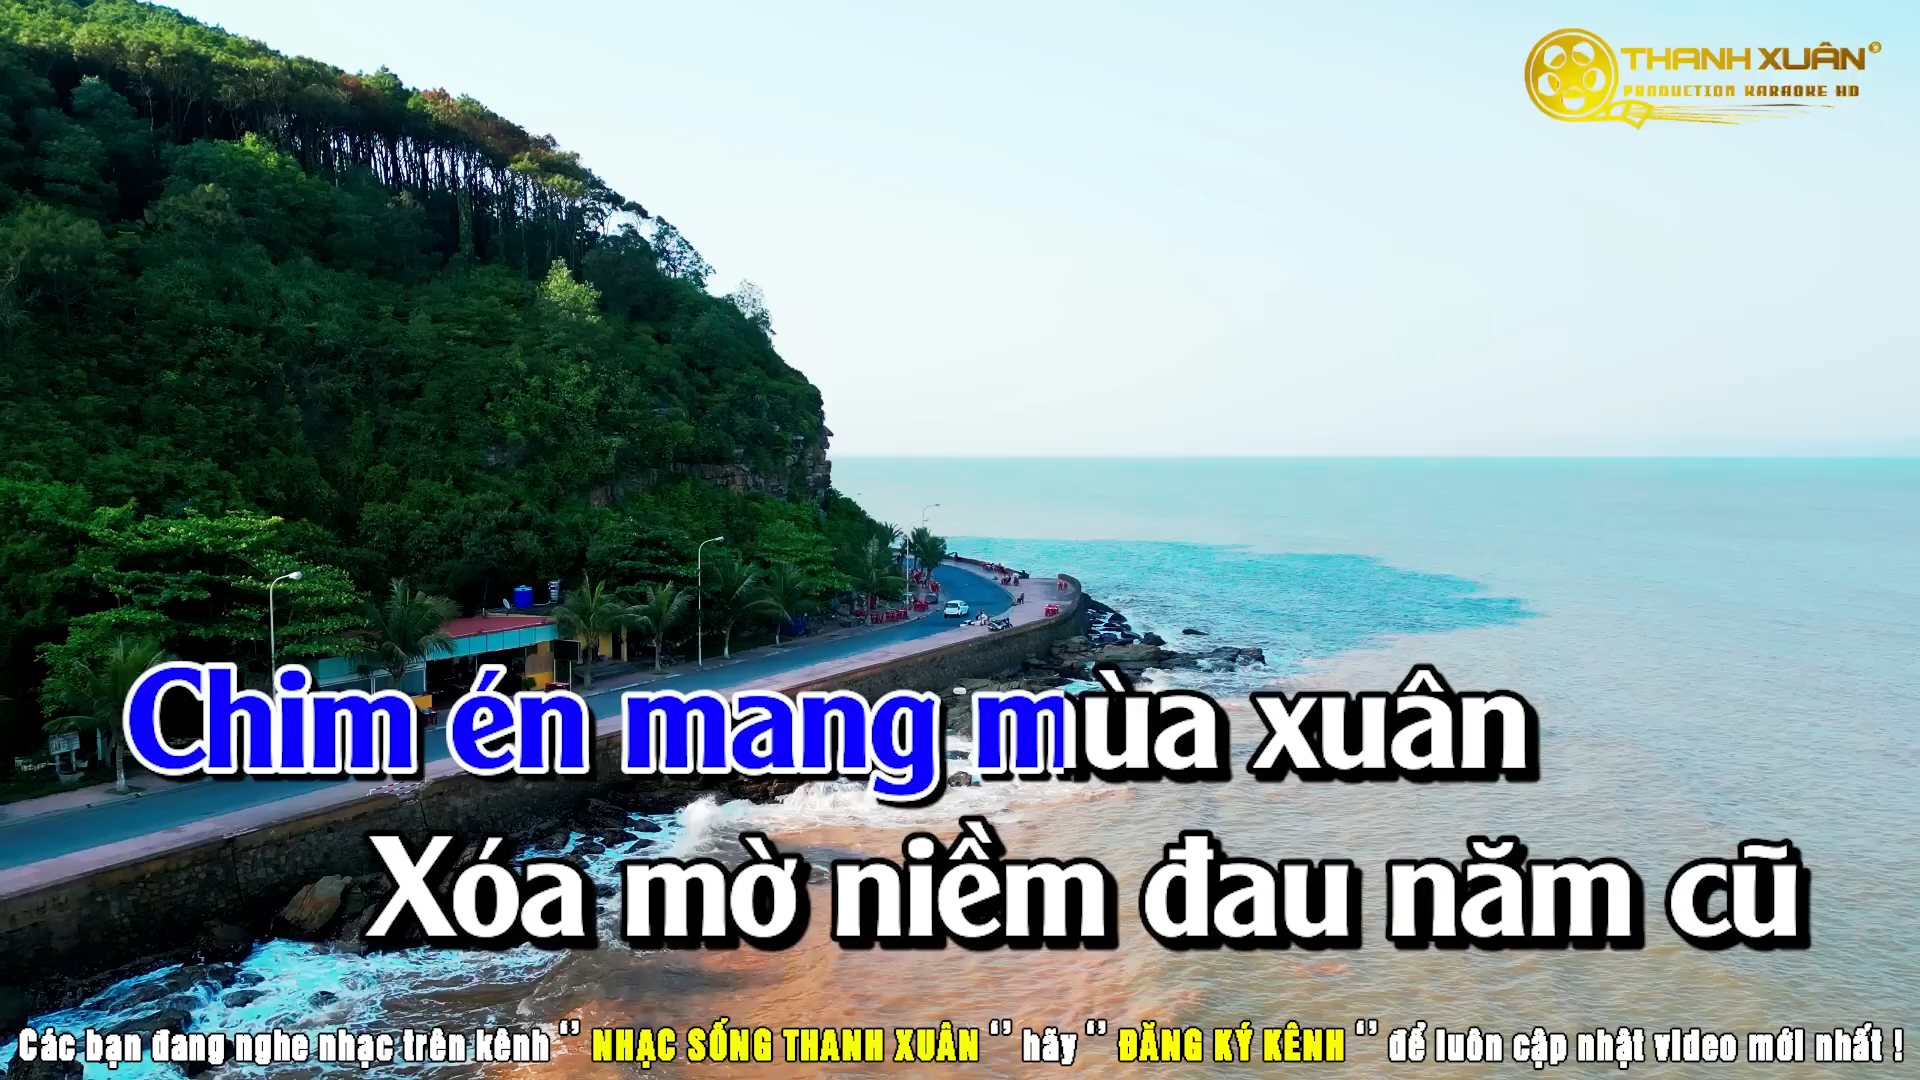 THANH XUÂN
PRODUCTION KARAOKE HD
Chim én mang mùa xuân
Xóa mờ niềm đau năm cũ
Các bạn đang nghe nhạc trên kênh “ NHẠC SỐNG THANH XUÂN “ hãy “ ĐĂNG KÝ KÊNH “ để luôn cập nhật video mới nhất !